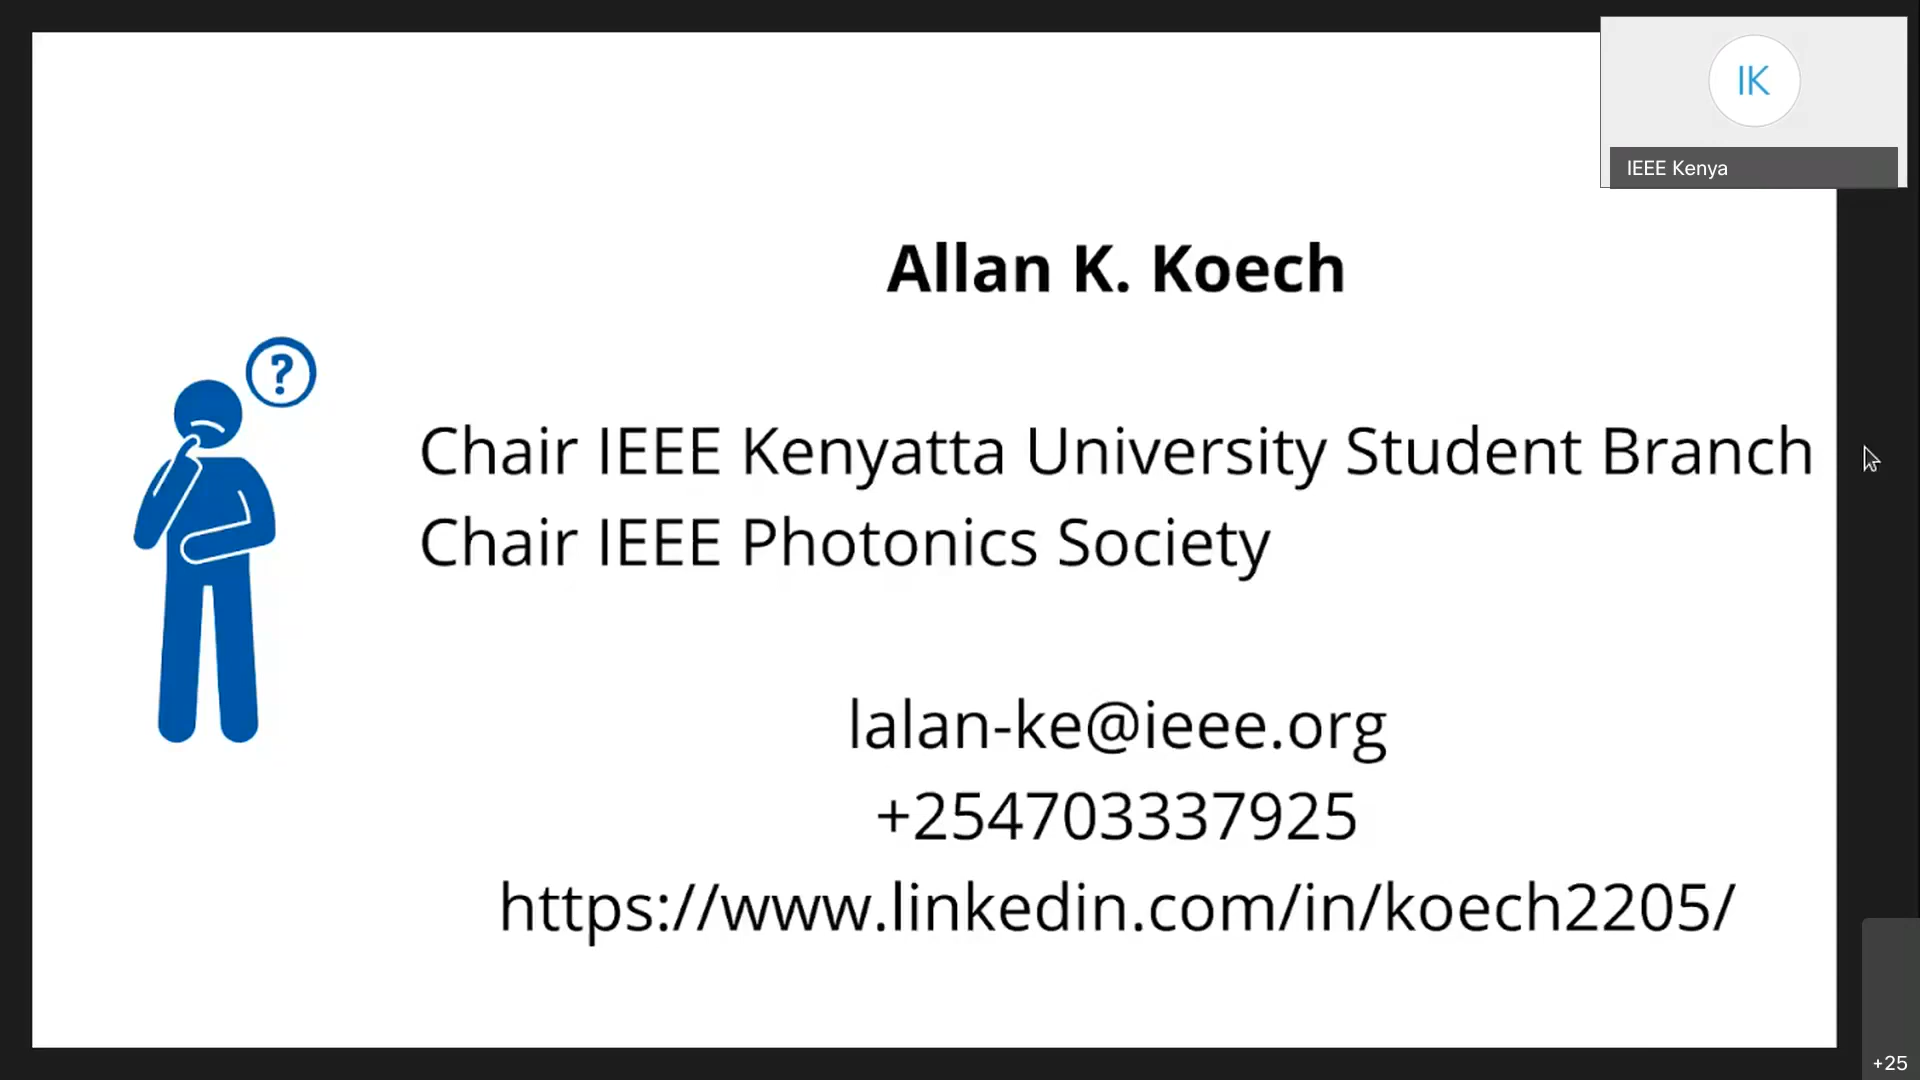 IK
IEEE Kenya
Allan K. Koech
?
Chair IEEE Kenyatta University Student Branch
Chair IEEE Photonics Society
lalan-ke@ieee.org
+254703337925
https://www.linkedin.com/in/koech2205/
+25